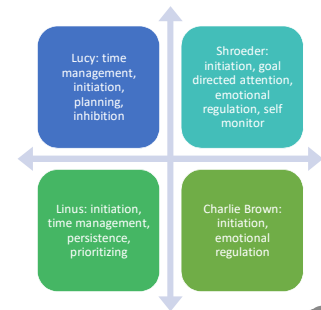 Lucy: time
management,
initiation,
planning,
inhibition
Shroeder:
initiation, goal
directed attention,
emotional
regulation, self
monitor
Linus: initiation,
time management,
persistence,
prioritizing
Charlie Brown:
initiation,
emotional
regulation